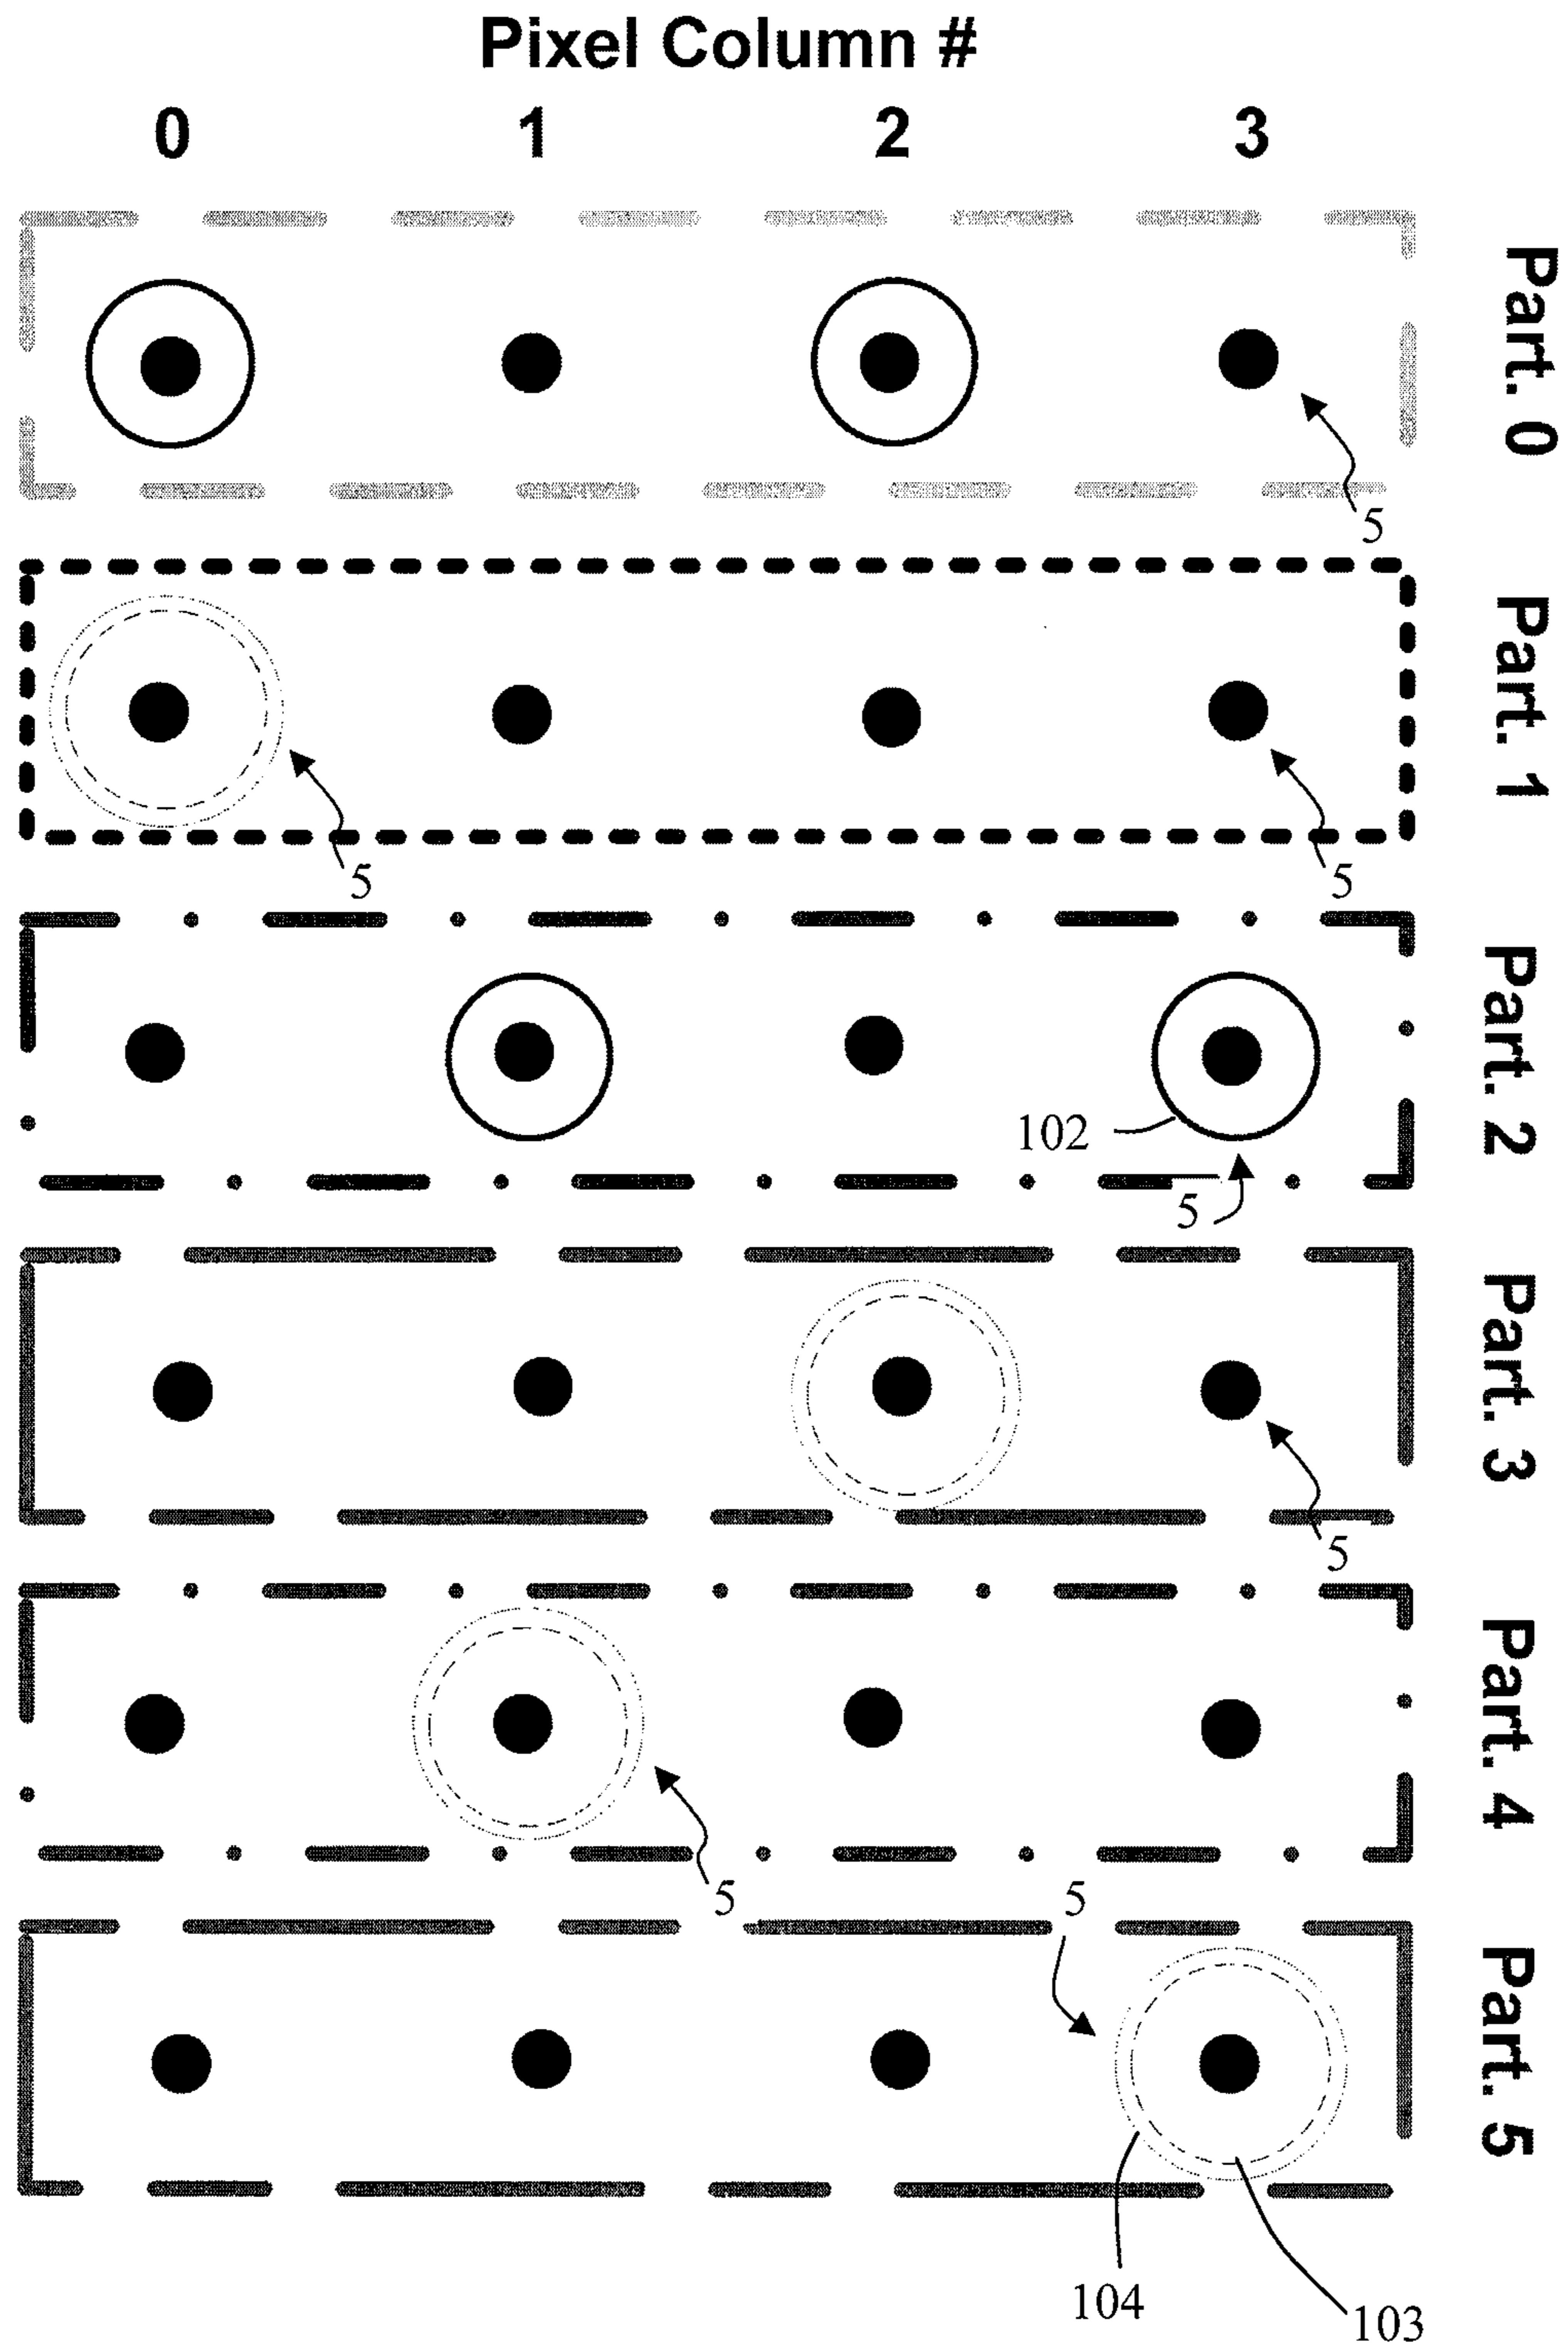 Pixel Column #
0 1 2 3
Part. 0
5
Part. 1
5 5
Part. 2
102
5
Part. 3
5
Part. 4
5
5
Part. 5
104
103